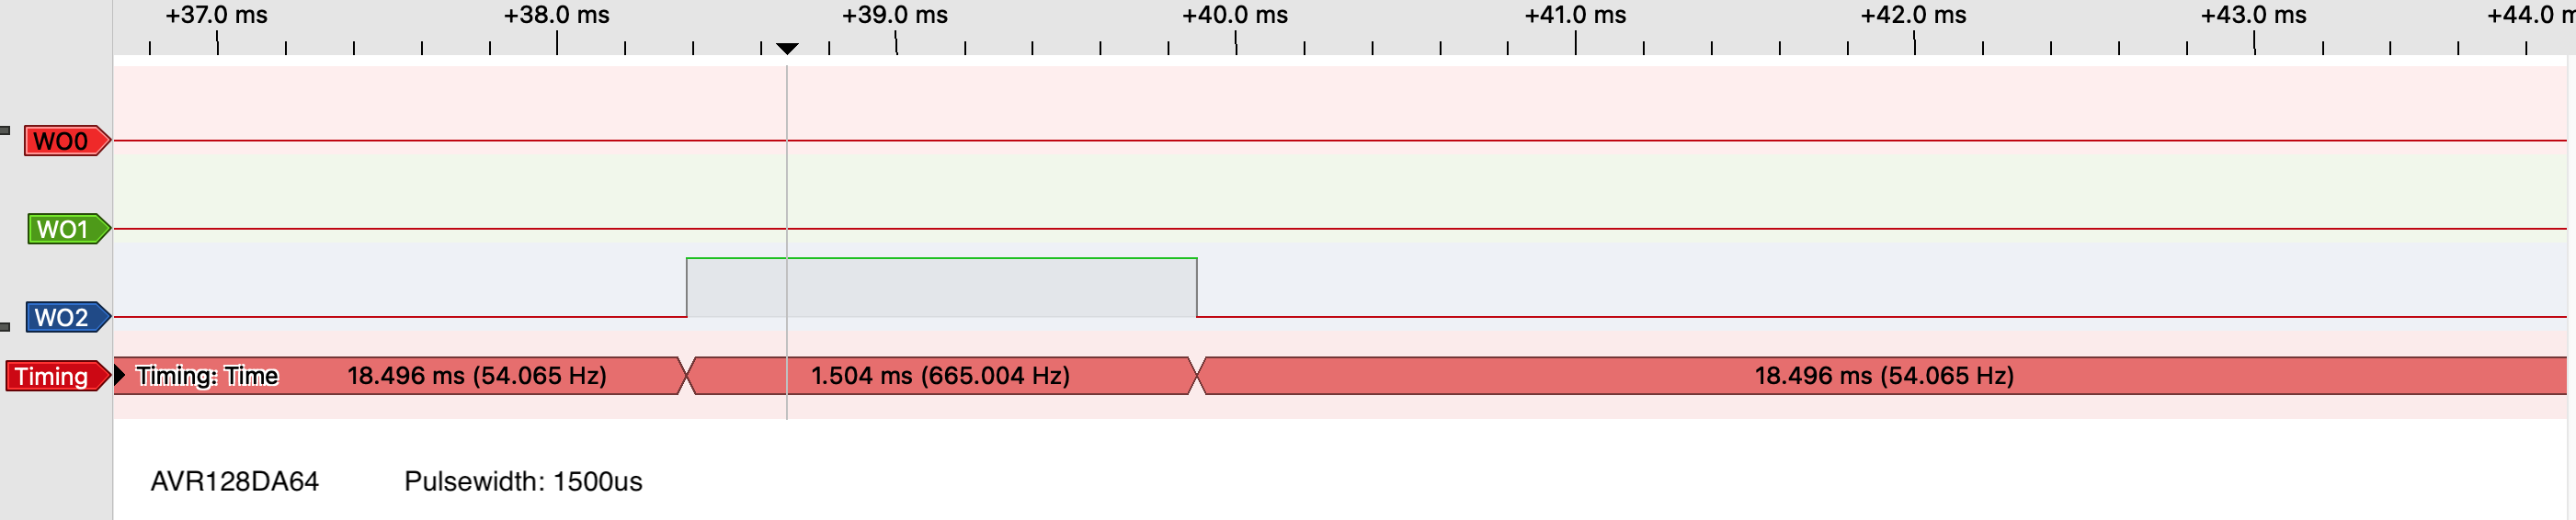 +37.0 ms +38.0 ms +39.0 ms +40.0 ms +41.0 ms +42.0 ms +43.0 ms +44.0 m
WO0
WO1
WO2
Timing Timing: Time 18.496 ms (54.065 Hz) 1.504 ms (665.004 Hz) 18.496 ms (54.065 Hz)
AVR128DA64 Pulsewidth: 1500us